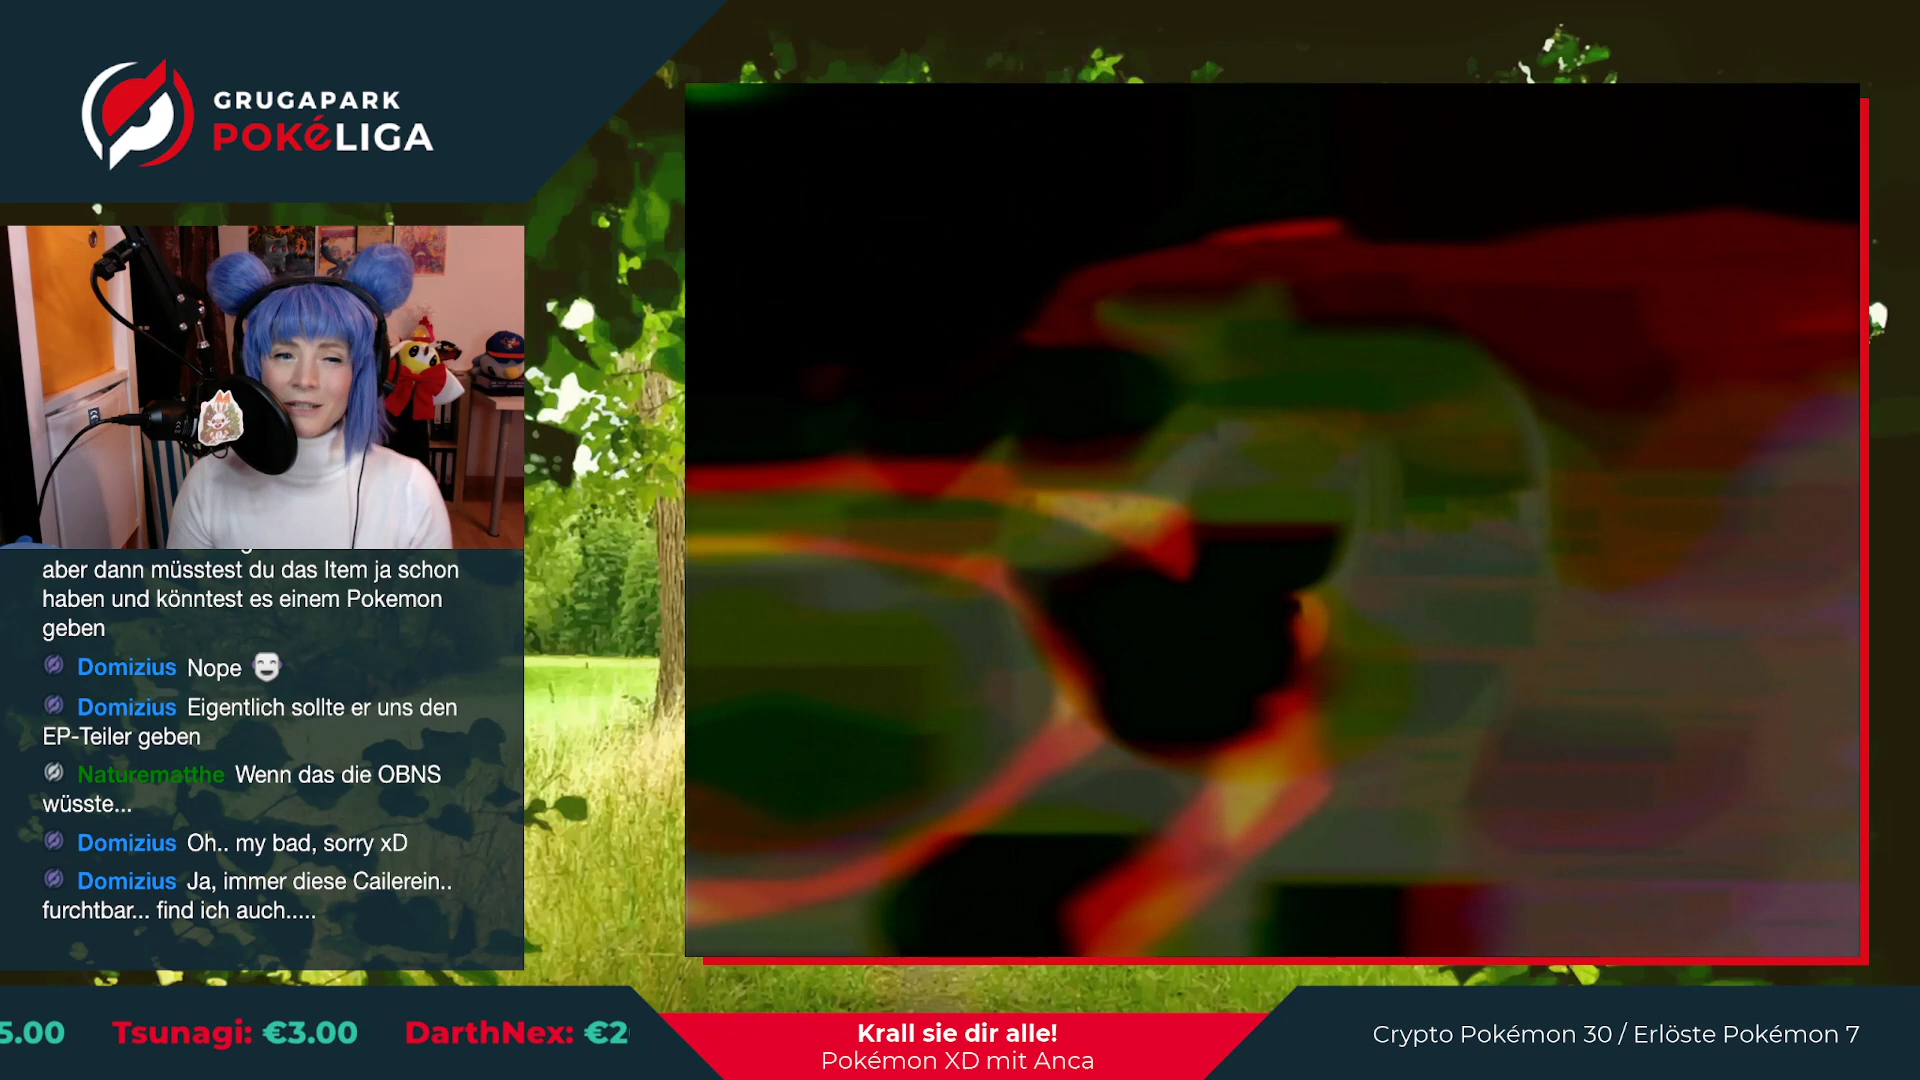 GRUGAPARK
POKéLIGA
aber dann müsstest du das Item ja schon
haben und könntest es einem Pokemon
geben
Domizius Nope
Domizius Eigentlich sollte er uns den
EP-Teiler geben
Naturematthe Wenn das die OBNS
wüsste...
Domizius Oh.. my bad, sorry xD
Domizius Ja, immer diese Cailerein..
furchtbar... find ich auch.....
5.00 Tsunagi: €3.00 DarthNex: €2
Krall sie dir alle!
Pokémon XD mit Anca
Crypto Pokémon 30 / Erlöste Pokémon 7